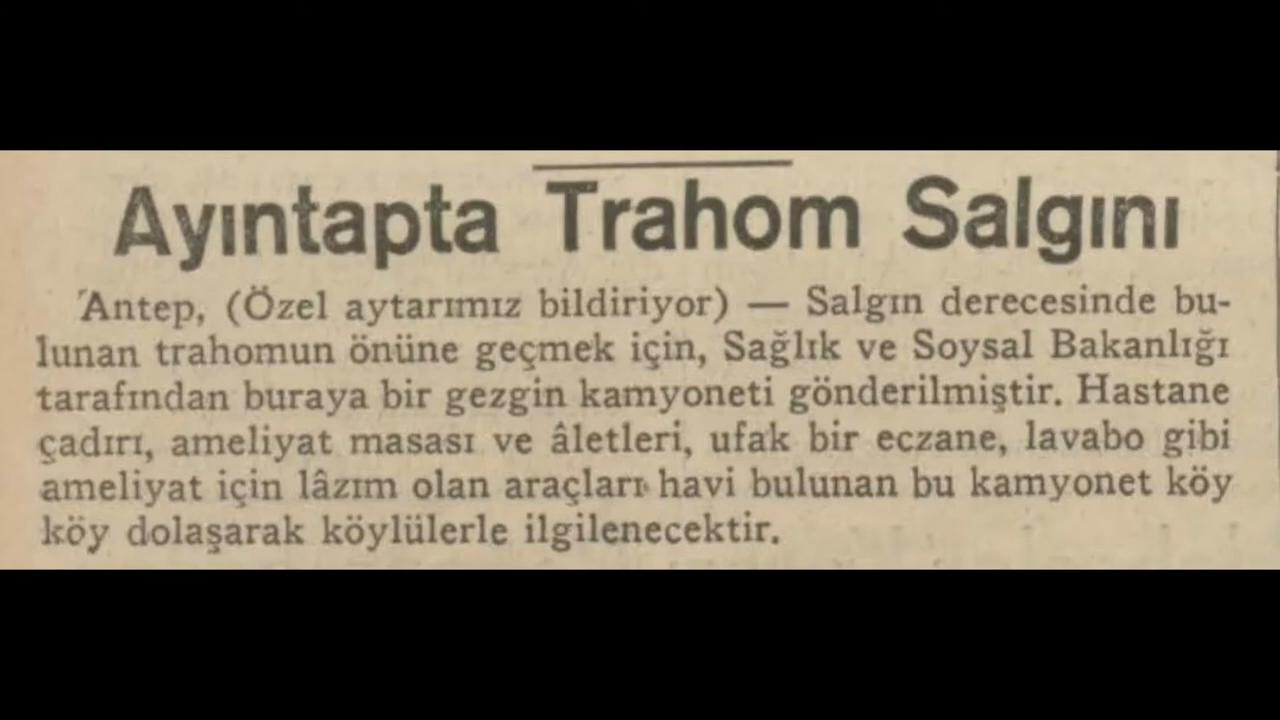 Ayıntapta Trahom Salgını
Antep, (Özel aytarımız bildiriyor) — Salgın derecesinde bu-
lunan trahomun önüne geçmek için, Sağlık ve Soysal Bakanlığı
tarafından buraya bir gezgin kamyoneti gönderilmiştir. Hastane
çadırı, ameliyat masası ve âletleri, ufak bir eczane, lavabo gibi
ameliyat için lâzım olan araçları havi bulunan bu kamyonet köy
köy dolaşarak köylülerle ilgilenecektir.